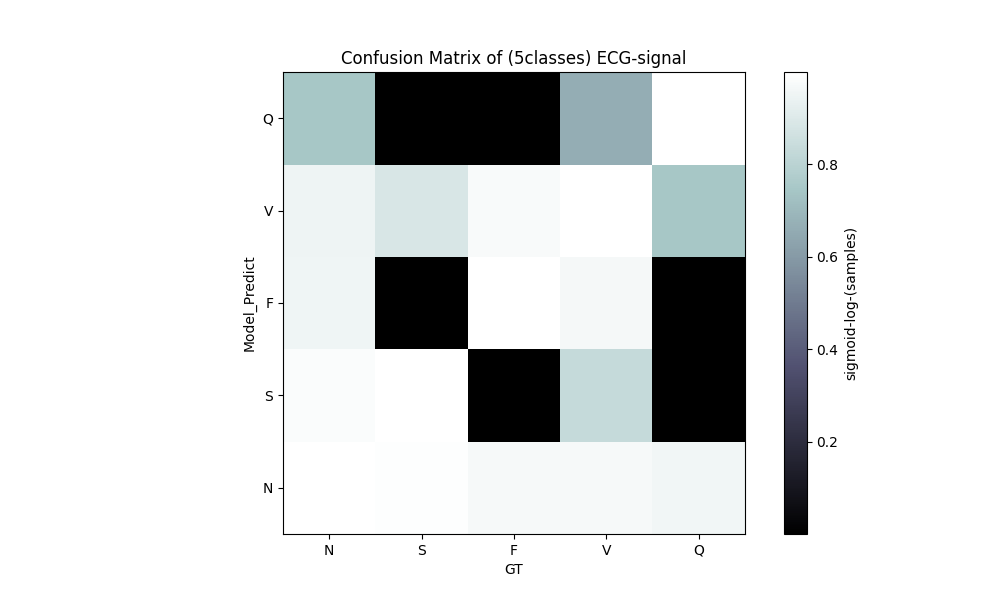 Confusion Matrix of (5classes) ECG-signal
Q
V
F
S
N
Model_Predict
N S F V Q
GT
0.8
0.6
0.4
0.2
sigmoid-log-(samples)